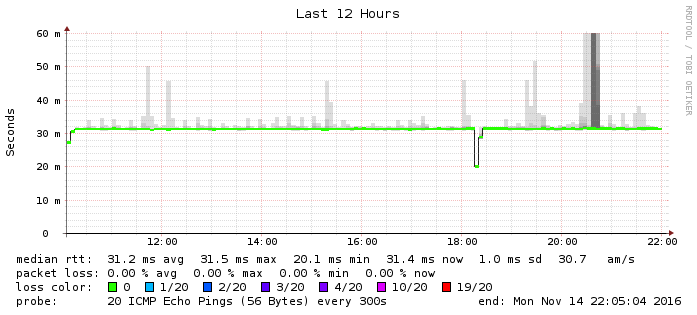 Last 12 Hours
RRDTOOL / TOBI OETIKER
Seconds
60 m
50 m
40 m
30 m
20 m
10 m
0
12:00 14:00 16:00 18:00 20:00 22:00
median rtt: 31.2 ms avg 31.5 ms max 20.1 ms min 31.4 ms now 1.0 ms sd 30.7 am/s
packet loss: 0.00 % avg 0.00 % max 0.00 % min 0.00 % now
loss color: 0 1/20 2/20 3/20 4/20 10/20 19/20
probe: 20 ICMP Echo Pings (56 Bytes) every 300s end: Mon Nov 14 22:05:04 2016